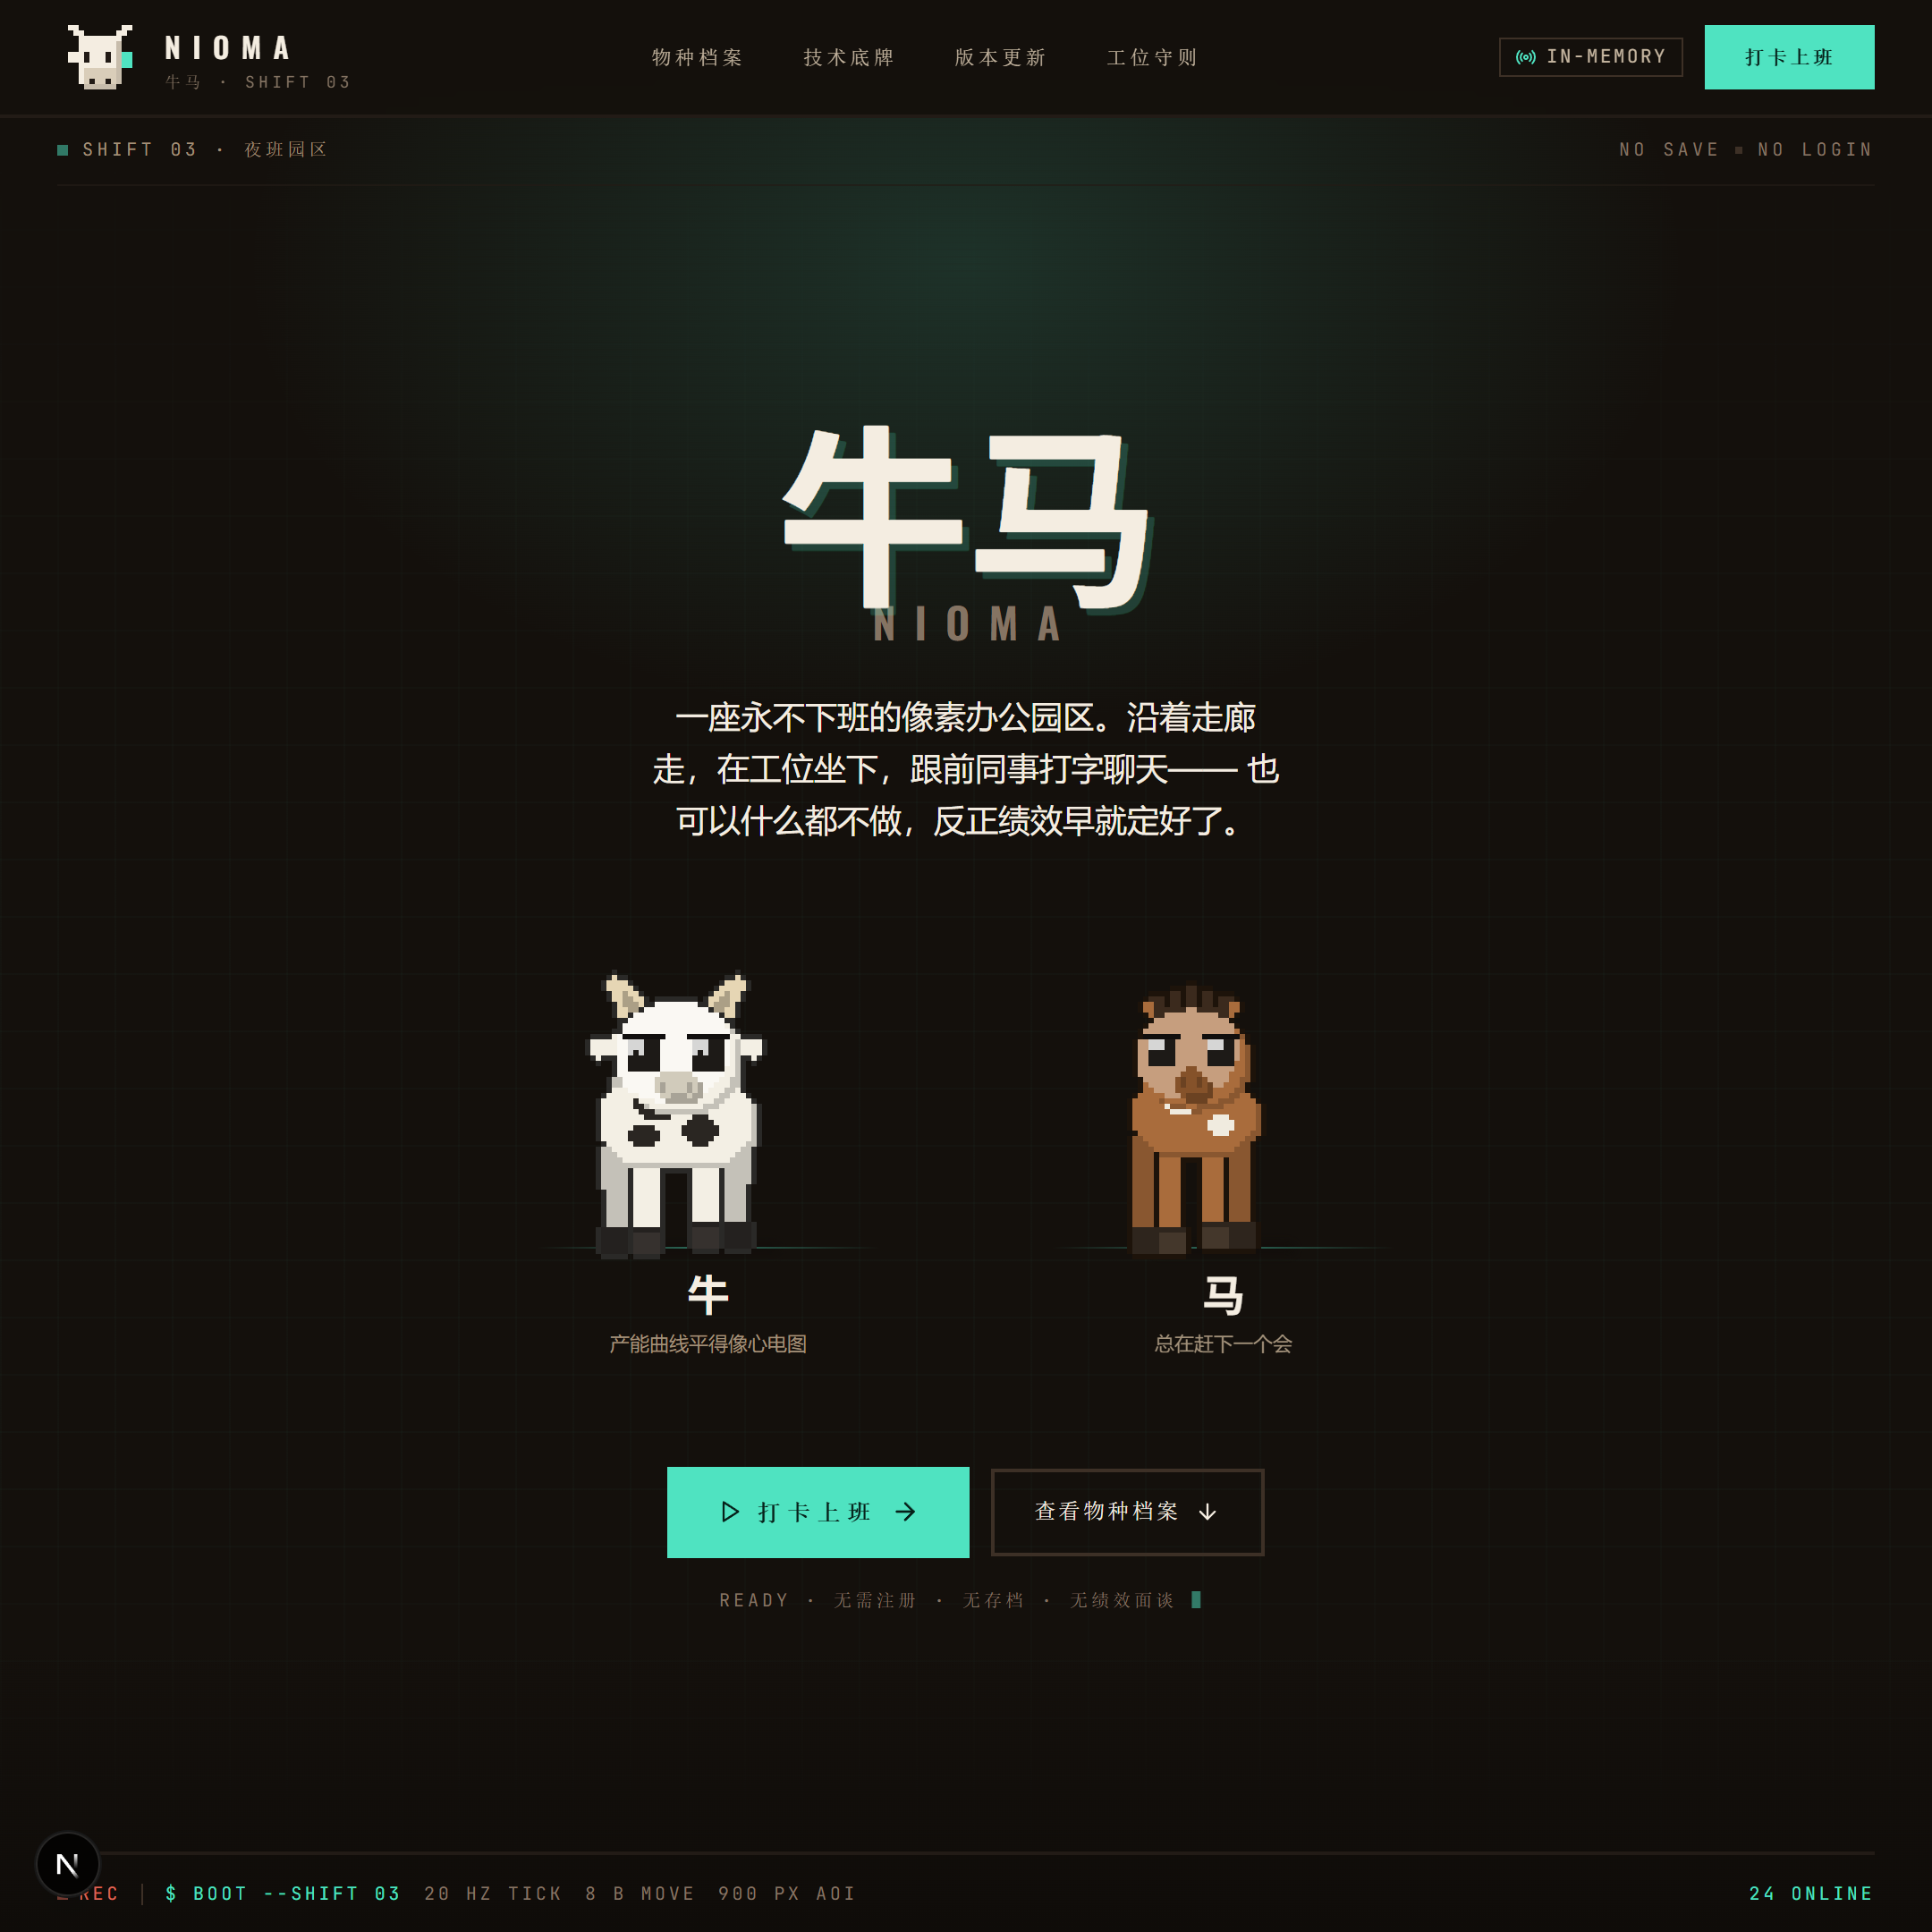 NIOMA
牛马 · SHIFT 03
物种档案 技术底牌 版本更新 工位守则
IN-MEMORY
打卡上班
SHIFT 03 · 夜班园区
NO SAVE NO LOGIN
牛马
NIOMA
一座永不下班的像素办公园区。沿着走廊
走，在工位坐下，跟前同事打字聊天—— 也
可以什么都不做，反正绩效早就定好了。
牛
产能曲线平得像心电图
马
总在赶下一个会
打卡上班
查看物种档案
READY · 无需注册 · 无存档 · 无绩效面谈
N
REC
$ BOOT --SHIFT 03 20 HZ TICK 8 B MOVE 900 PX AOI
24 ONLINE